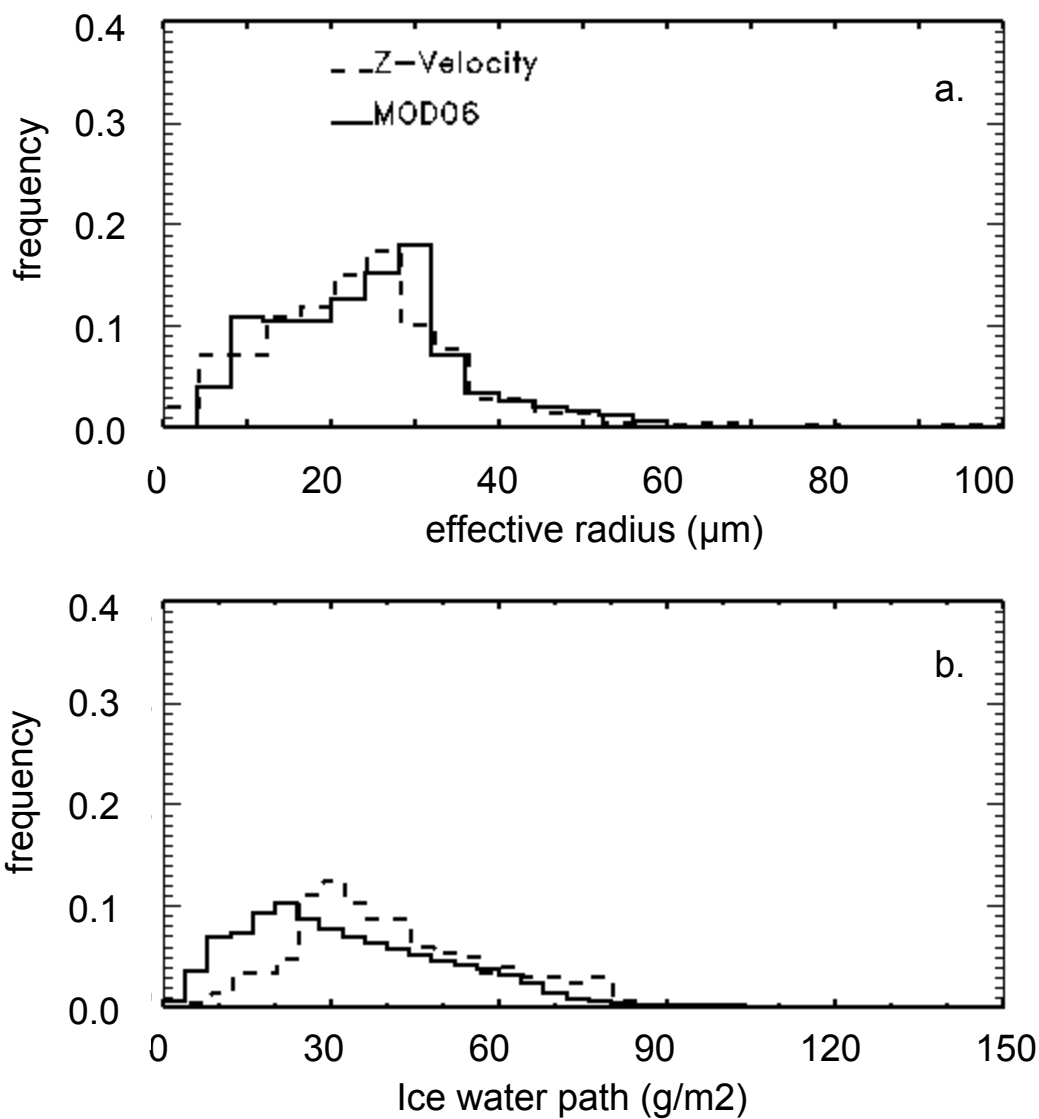 0.4
Z-Velocity
MOD06
a.
0.3
frequency
0.2
0.1
0.0
0 20 40 60 80 100
effective radius (µm)
0.4
b.
0.3
frequency
0.2
0.1
0.0
0 30 60 90 120 150
Ice water path (g/m2)